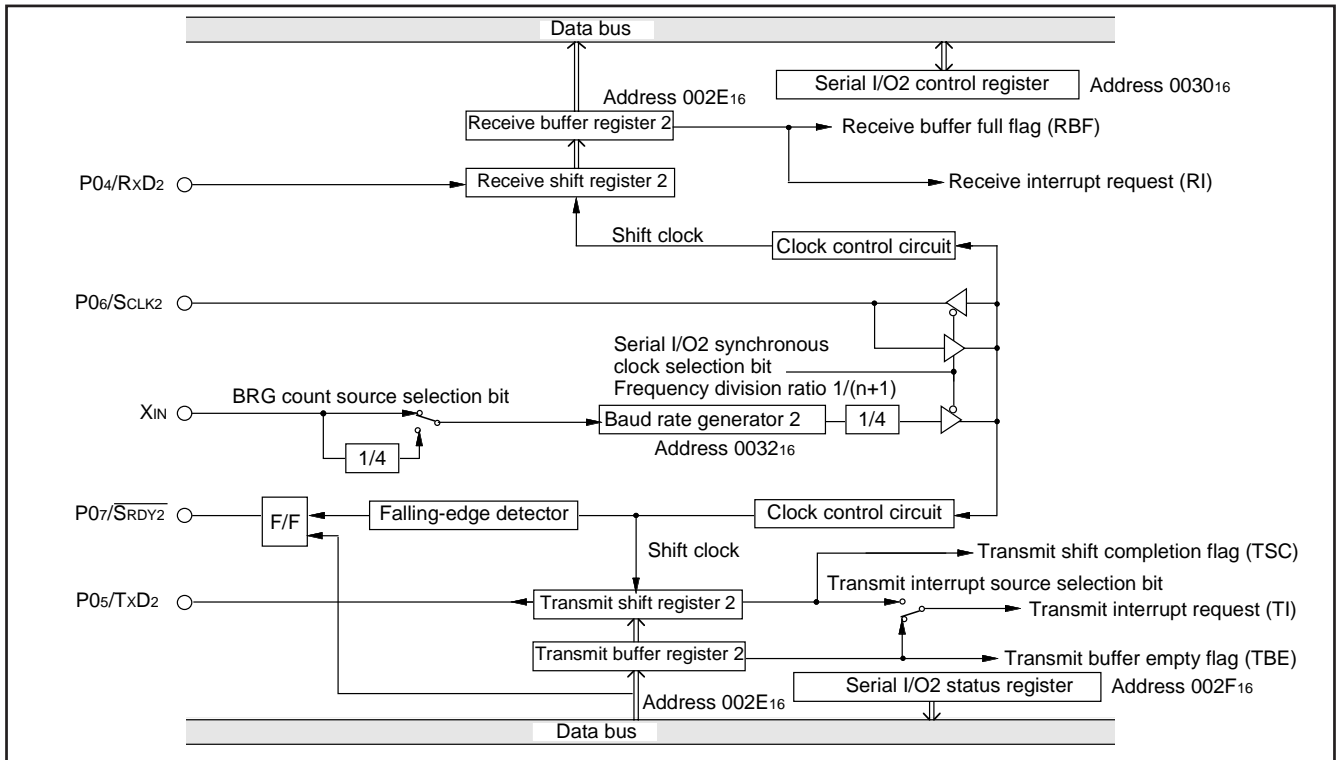 Data bus
Serial I/O2 control register
Address 003016
Address 002E16
Receive buffer register 2
Receive buffer full flag (RBF)
P04/RXD2
Receive shift register 2
Receive interrupt request (RI)
Shift clock
Clock control circuit
P06/SCLK2
Serial I/O2 synchronous
clock selection bit
Frequency division ratio 1/(n+1)
BRG count source selection bit
XIN
Baud rate generator 2
1/4
Address 003216
1/4
P07/SRDY2
F/F
Falling-edge detector
Clock control circuit
Shift clock
Transmit shift completion flag (TSC)
Transmit interrupt source selection bit
P05/TXD2
Transmit shift register 2
Transmit interrupt request (TI)
Transmit buffer register 2
Transmit buffer empty flag (TBE)
Serial I/O2 status register
Address 002F16
Address 002E16
Data bus